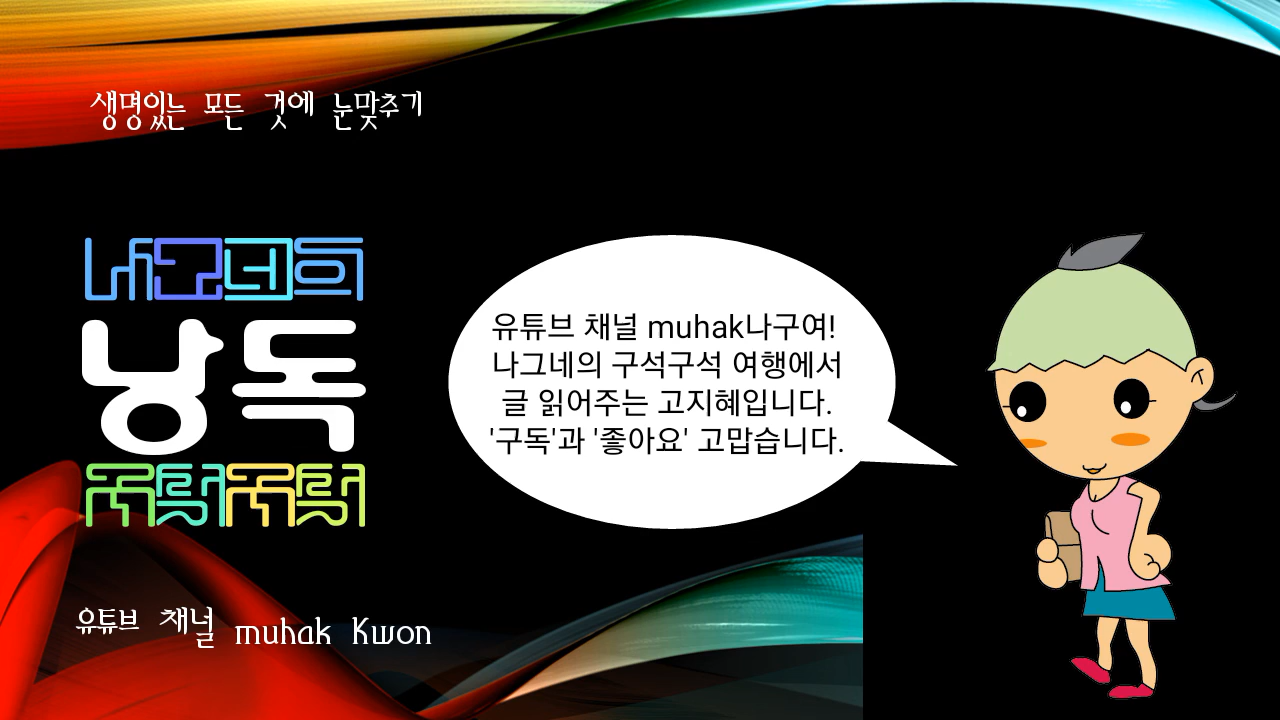 생명있는 모든 것에 눈맞추기
나그네의
낭독
구석구석
유튜브 채널 muhak나구여!
나그네의 구석구석 여행에서
글 읽어주는 고지혜입니다.
'구독'과 '좋아요' 고맙습니다.
유튜브 채널 muhak Kwon